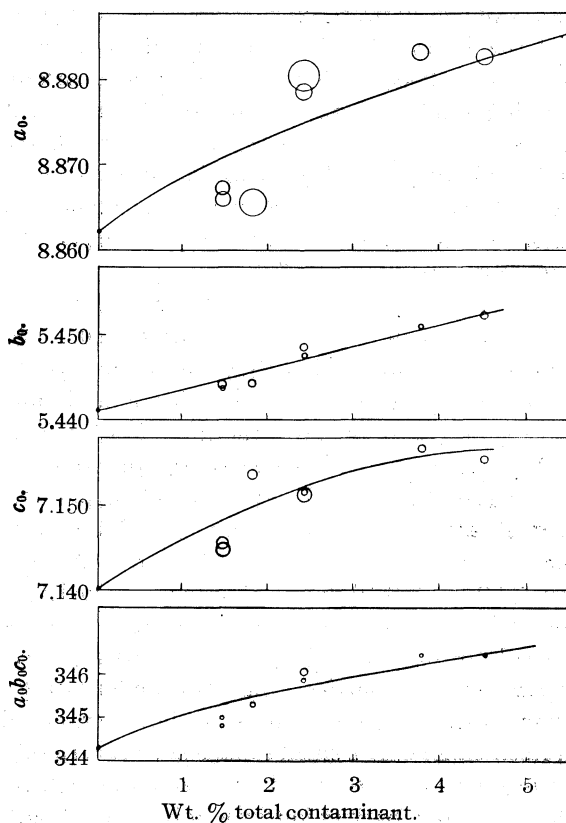 8.880
a₀.
8.870
8.860
5.450
b₀.
5.440
7.150
c₀.
7.140
346
a₀b₀c₀.
345
344
1 2 3 4 5
Wt. % total contaminant.